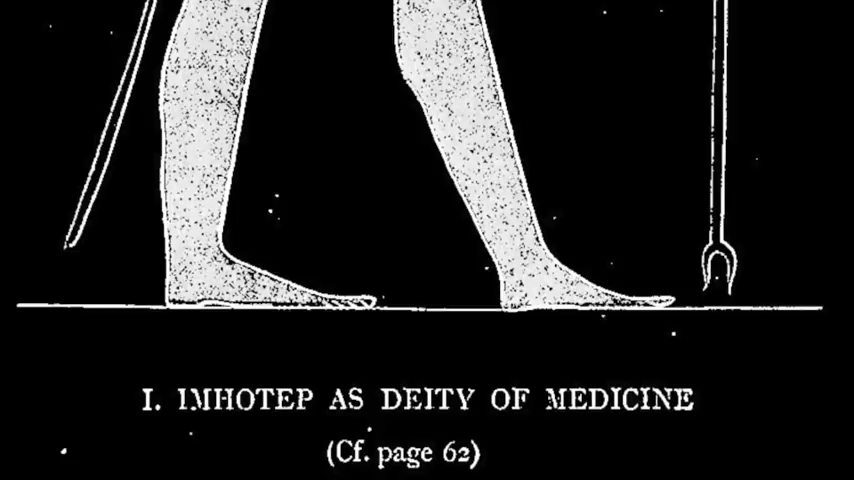 I. IMHOTEP AS DEITY OF MEDICINE
(Cf. page 62)